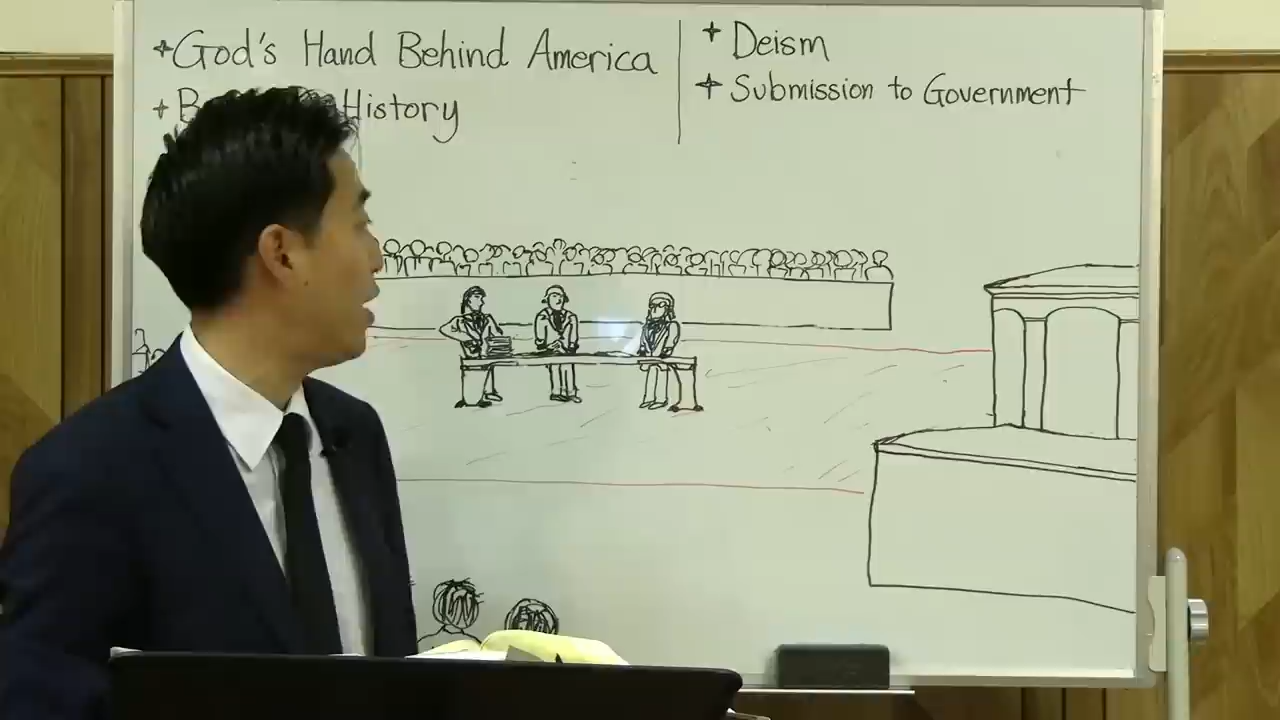 +God's Hand Behind America
+ History
+ Deism
+ Submission to Government